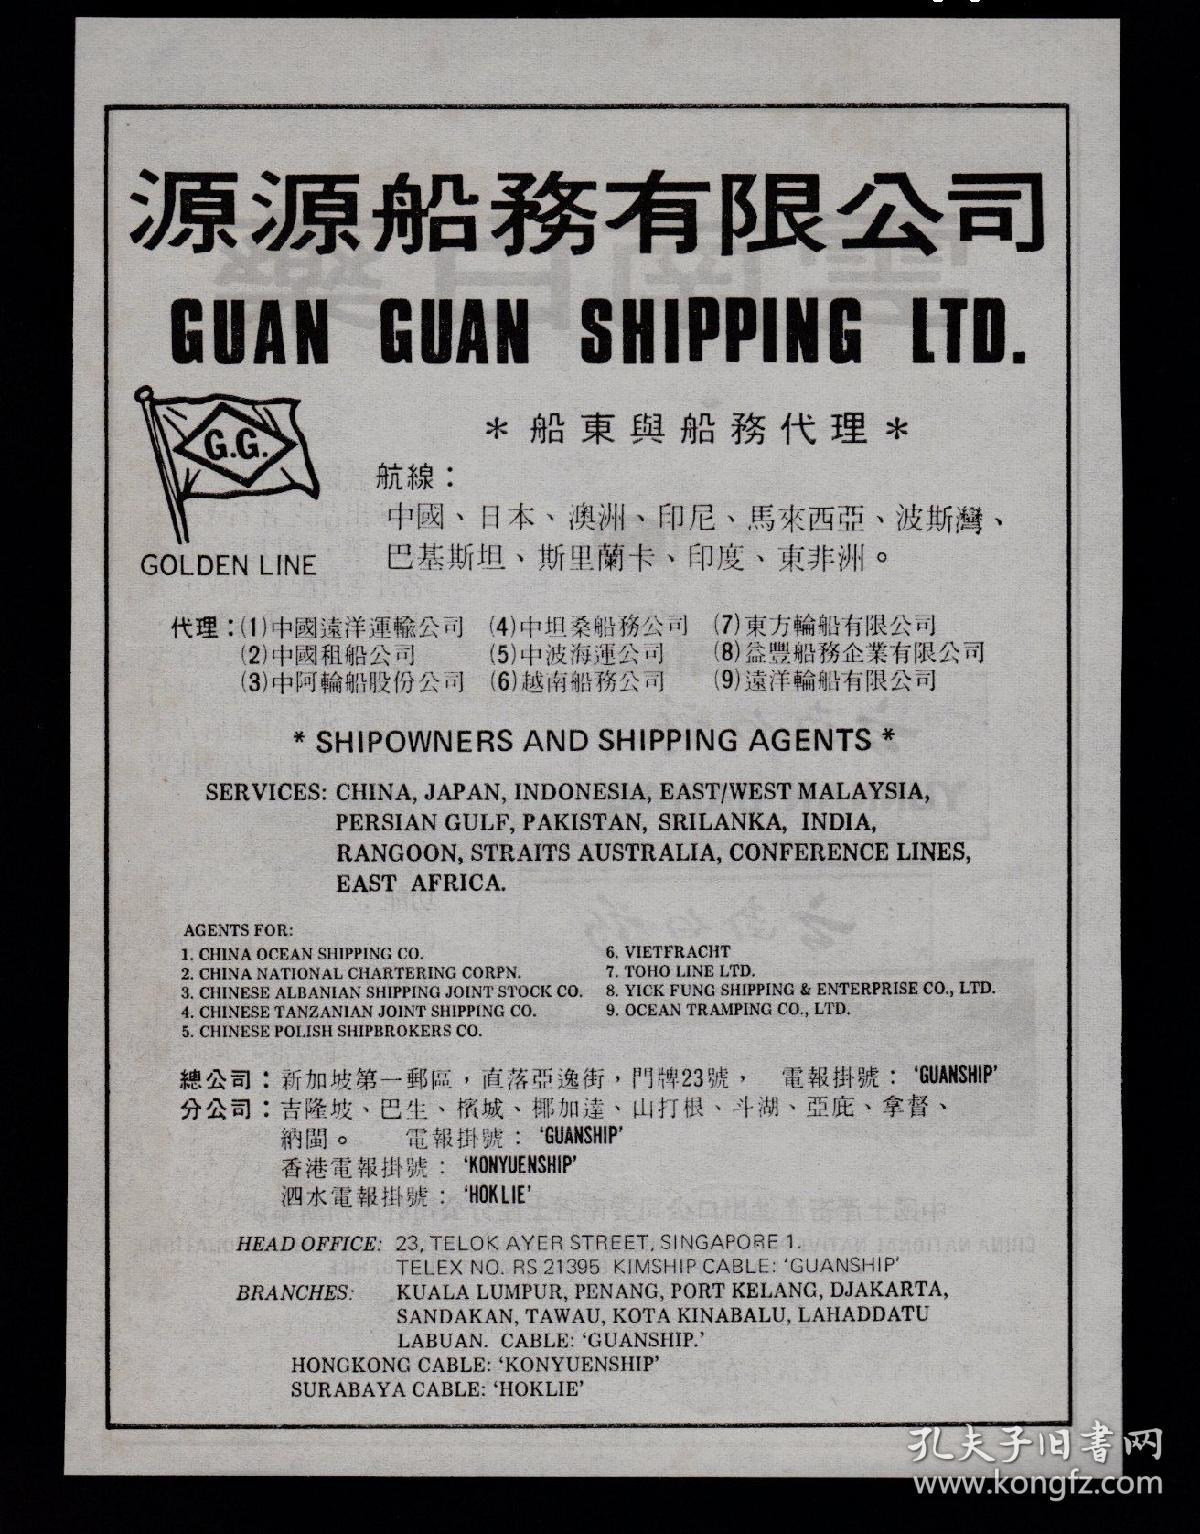 源源船務有限公司
GUAN GUAN SHIPPING LTD.
G.G.
GOLDEN LINE
＊船東與船務代理＊
航線：
中國、日本、澳洲、印尼、馬來西亞、波斯灣、
巴基斯坦、斯里蘭卡、印度、東非洲。
代理：(1)中國遠洋運輸公司 (4)中坦桑船務公司 (7)東方輪船有限公司
(2)中國租船公司 (5)中波海運公司 (8)益豐船務企業有限公司
(3)中阿輪船股份公司 (6)越南船務公司 (9)遠洋輪船有限公司
* SHIPOWNERS AND SHIPPING AGENTS *
SERVICES: CHINA, JAPAN, INDONESIA, EAST/WEST MALAYSIA,
PERSIAN GULF, PAKISTAN, SRILANKA, INDIA,
RANGOON, STRAITS AUSTRALIA, CONFERENCE LINES,
EAST AFRICA.
AGENTS FOR:
1. CHINA OCEAN SHIPPING CO.
2. CHINA NATIONAL CHARTERING CORPN.
3. CHINESE ALBANIAN SHIPPING JOINT STOCK CO.
4. CHINESE TANZANIAN JOINT SHIPPING CO.
5. CHINESE POLISH SHIPBROKERS CO.
6. VIETFRACHT
7. TOHO LINE LTD.
8. YICK FUNG SHIPPING & ENTERPRISE CO., LTD.
9. OCEAN TRAMPING CO., LTD.
總公司：新加坡第一郵區，直落亞逸街，門牌23號， 電報掛號：'GUANSHIP'
分公司：吉隆坡、巴生、檳城、椰加達、山打根、斗湖、亞庇、拿督、
納閩。 電報掛號：'GUANSHIP'
香港電報掛號：'KONYUENSHIP'
泗水電報掛號：'HOKLIE'
HEAD OFFICE: 23, TELOK AYER STREET, SINGAPORE 1.
TELEX NO. RS 21395 KIMSHIP CABLE: 'GUANSHIP'
BRANCHES: KUALA LUMPUR, PENANG, PORT KELANG, DJAKARTA,
SANDAKAN, TAWAU, KOTA KINABALU, LAHADDATU
LABUAN. CABLE: 'GUANSHIP.'
HONGKONG CABLE: 'KONYUENSHIP'
SURABAYA CABLE: 'HOKLIE'
孔夫子旧书网
www.kongfz.com